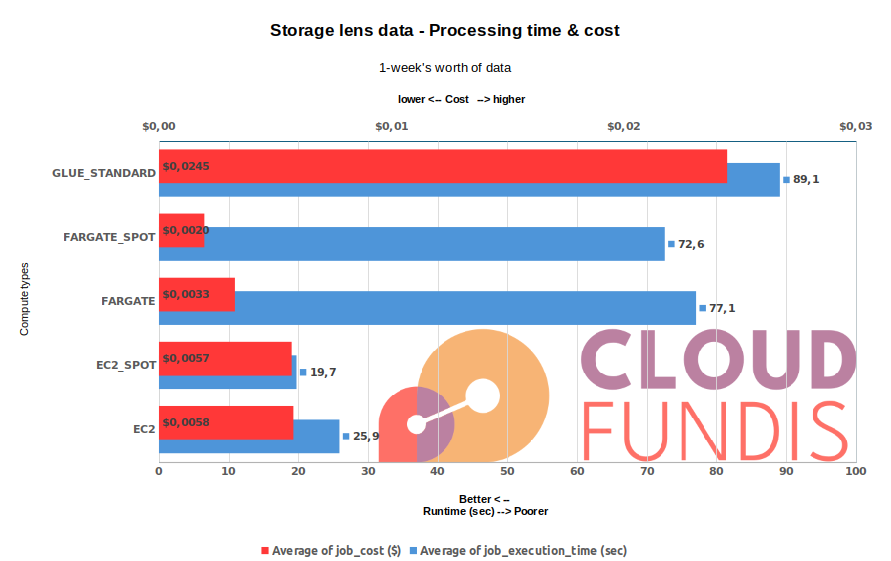 Storage lens data - Processing time & cost
1-week's worth of data
lower <-- Cost --> higher
$0,00 $0,01 $0,02 $0,03
Compute types
GLUE_STANDARD $0,0245 89,1
FARGATE_SPOT $0,0020 72,6
FARGATE $0,0033 77,1
EC2_SPOT $0,0057 19,7
EC2 $0,0058 25,9
CLOUD
FUNDIS
0 10 20 30 40 50 60 70 80 90 100
Better < --
Runtime (sec) --> Poorer
Average of job_cost ($) Average of job_execution_time (sec)